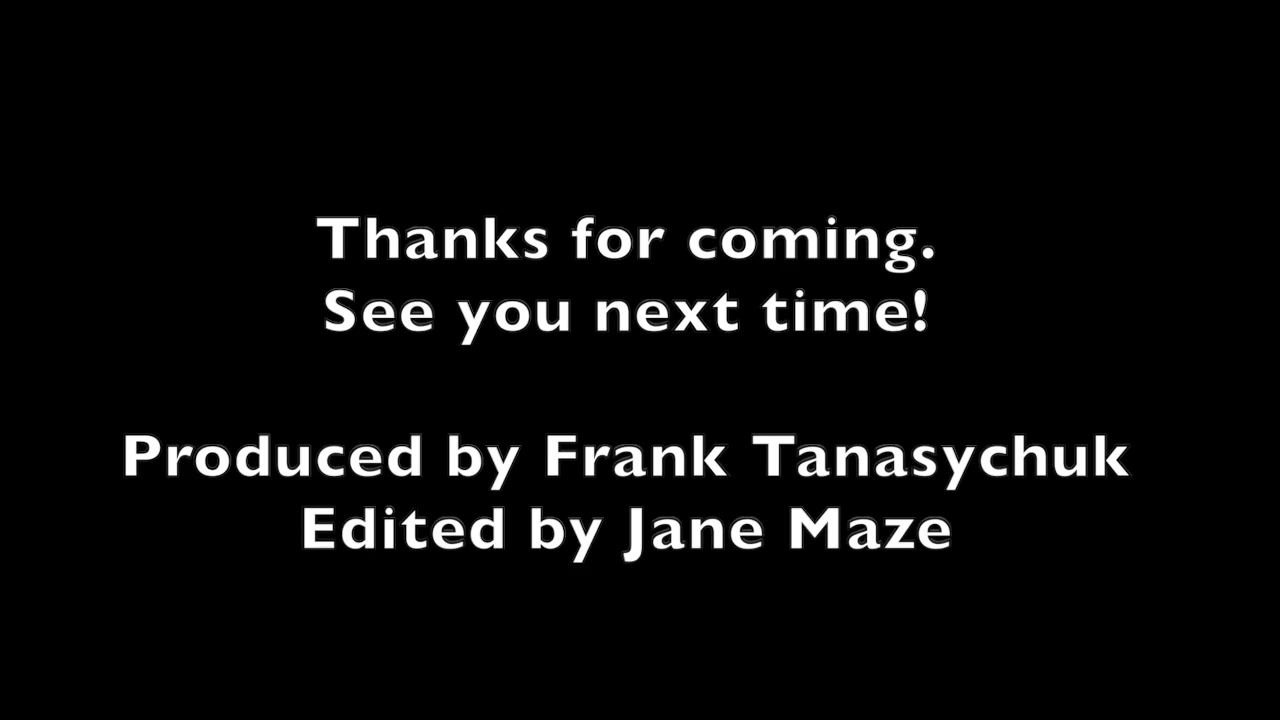 Thanks for coming.
See you next time!
Produced by Frank Tanasychuk
Edited by Jane Maze